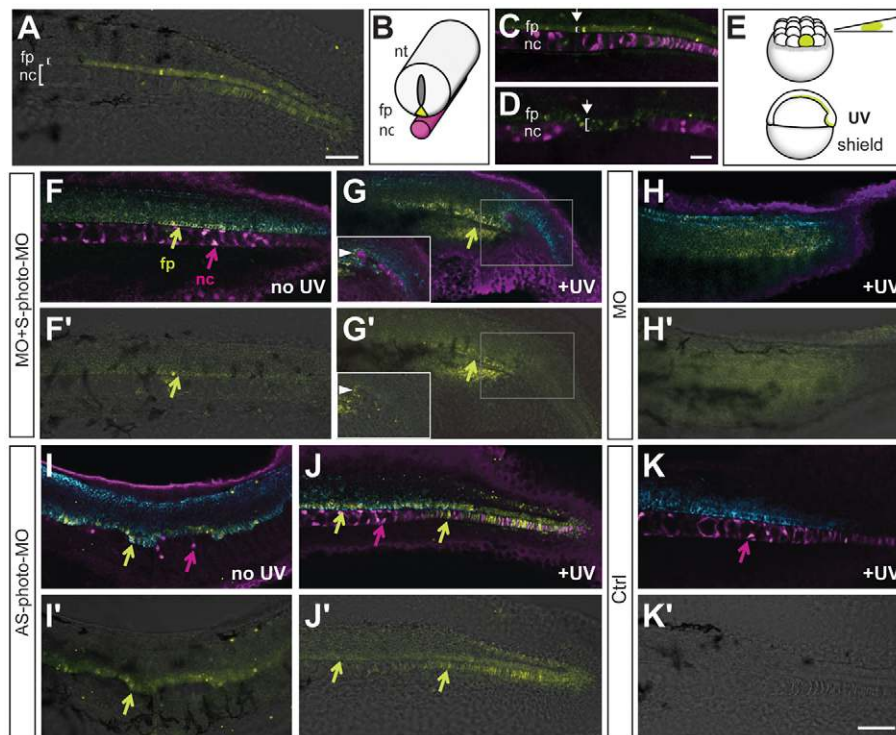 A
fp
nc
B
nt
fp
nc
C
fp
nc
D
fp
nc
E
UV
shield
MO+S-photo-MO
F
fp
nc
no UV
G
+UV
MO
H
+UV
F'
G'
H'
AS-photo-MO
I
no UV
J
+UV
Ctrl
K
+UV
I'
J'
K'